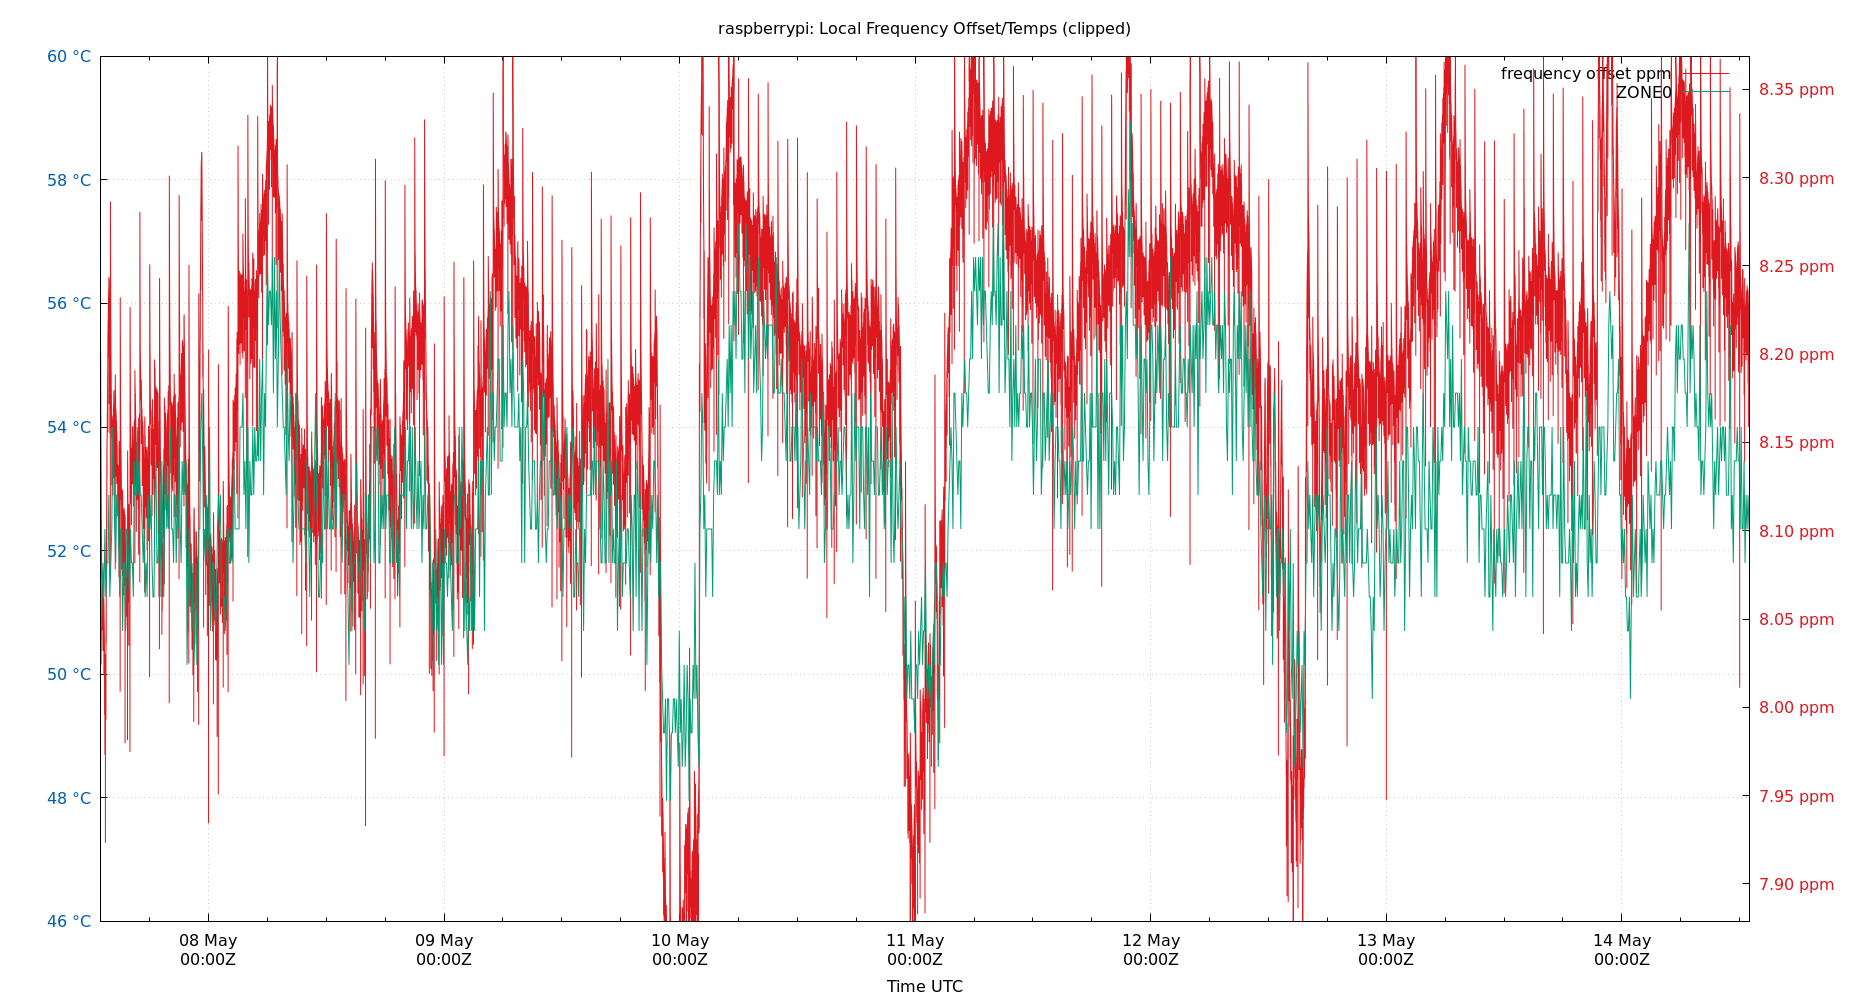 raspberrypi: Local Frequency Offset/Temps (clipped)
60 °C
58 °C
56 °C
54 °C
52 °C
50 °C
48 °C
46 °C
frequency offset ppm
ZONE0
8.35 ppm
8.30 ppm
8.25 ppm
8.20 ppm
8.15 ppm
8.10 ppm
8.05 ppm
8.00 ppm
7.95 ppm
7.90 ppm
08 May
00:00Z
09 May
00:00Z
10 May
00:00Z
11 May
00:00Z
12 May
00:00Z
13 May
00:00Z
14 May
00:00Z
Time UTC